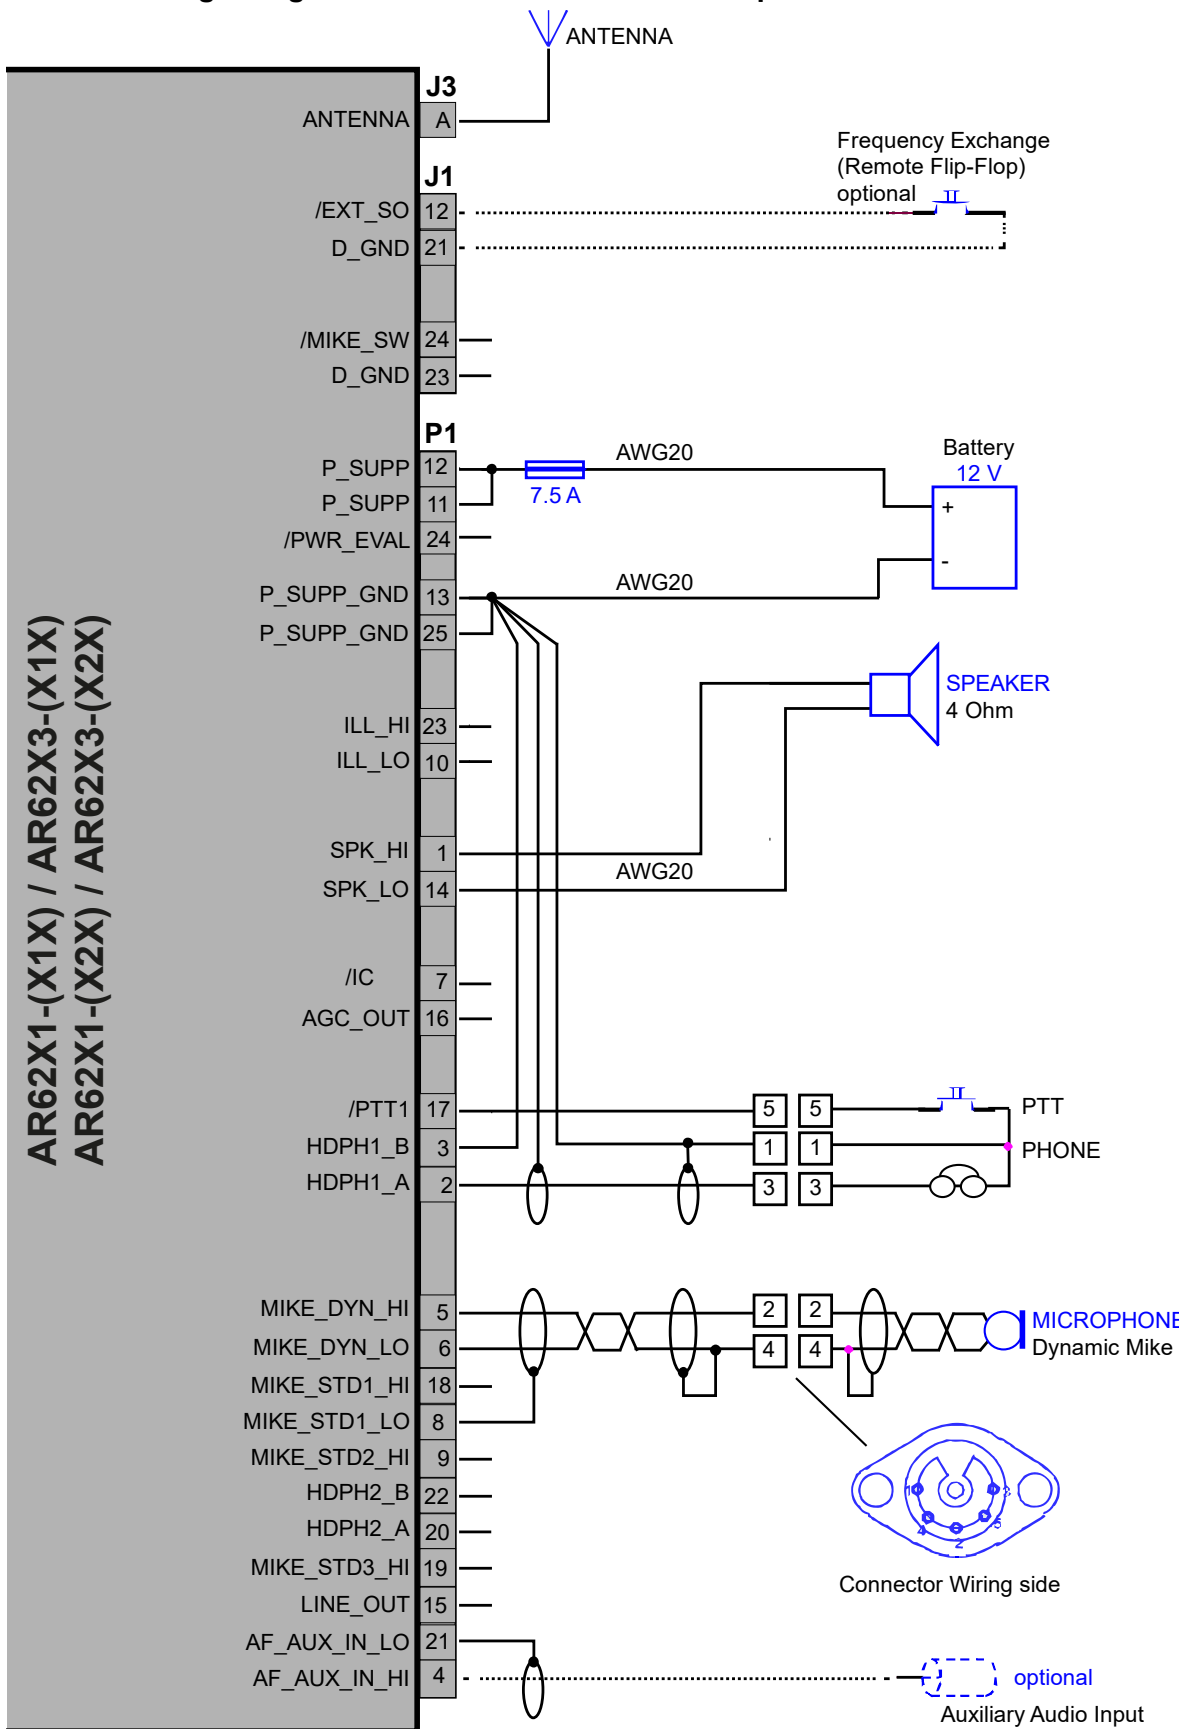 ANTENNA
J3
ANTENNA A
Frequency Exchange
(Remote Flip-Flop)
optional
J1
/EXT_SO 12
D_GND 21
/MIKE_SW 24
D_GND 23
P1
P_SUPP 12
P_SUPP 11
/PWR_EVAL 24
P_SUPP_GND 13
P_SUPP_GND 25
AWG20
7.5 A
AWG20
Battery
12 V
+
-
SPEAKER
4 Ohm
ILL_HI 23
ILL_LO 10
SPK_HI 1
SPK_LO 14
AWG20
/IC 7
AGC_OUT 16
/PTT1 17 5 5 PTT
HDPH1_B 3 1 1 PHONE
HDPH1_A 2 3 3
MIKE_DYN_HI 5 2 2 MICROPHONE
MIKE_DYN_LO 6 4 4 Dynamic Mike
MIKE_STD1_HI 18
MIKE_STD1_LO 8
MIKE_STD2_HI 9
HDPH2_B 22
HDPH2_A 20
MIKE_STD3_HI 19
LINE_OUT 15
AF_AUX_IN_LO 21
AF_AUX_IN_HI 4
1 3
4 5
2
Connector Wiring side
optional
Auxiliary Audio Input
AR62X1-(X1X) / AR62X3-(X1X)
AR62X1-(X2X) / AR62X3-(X2X)